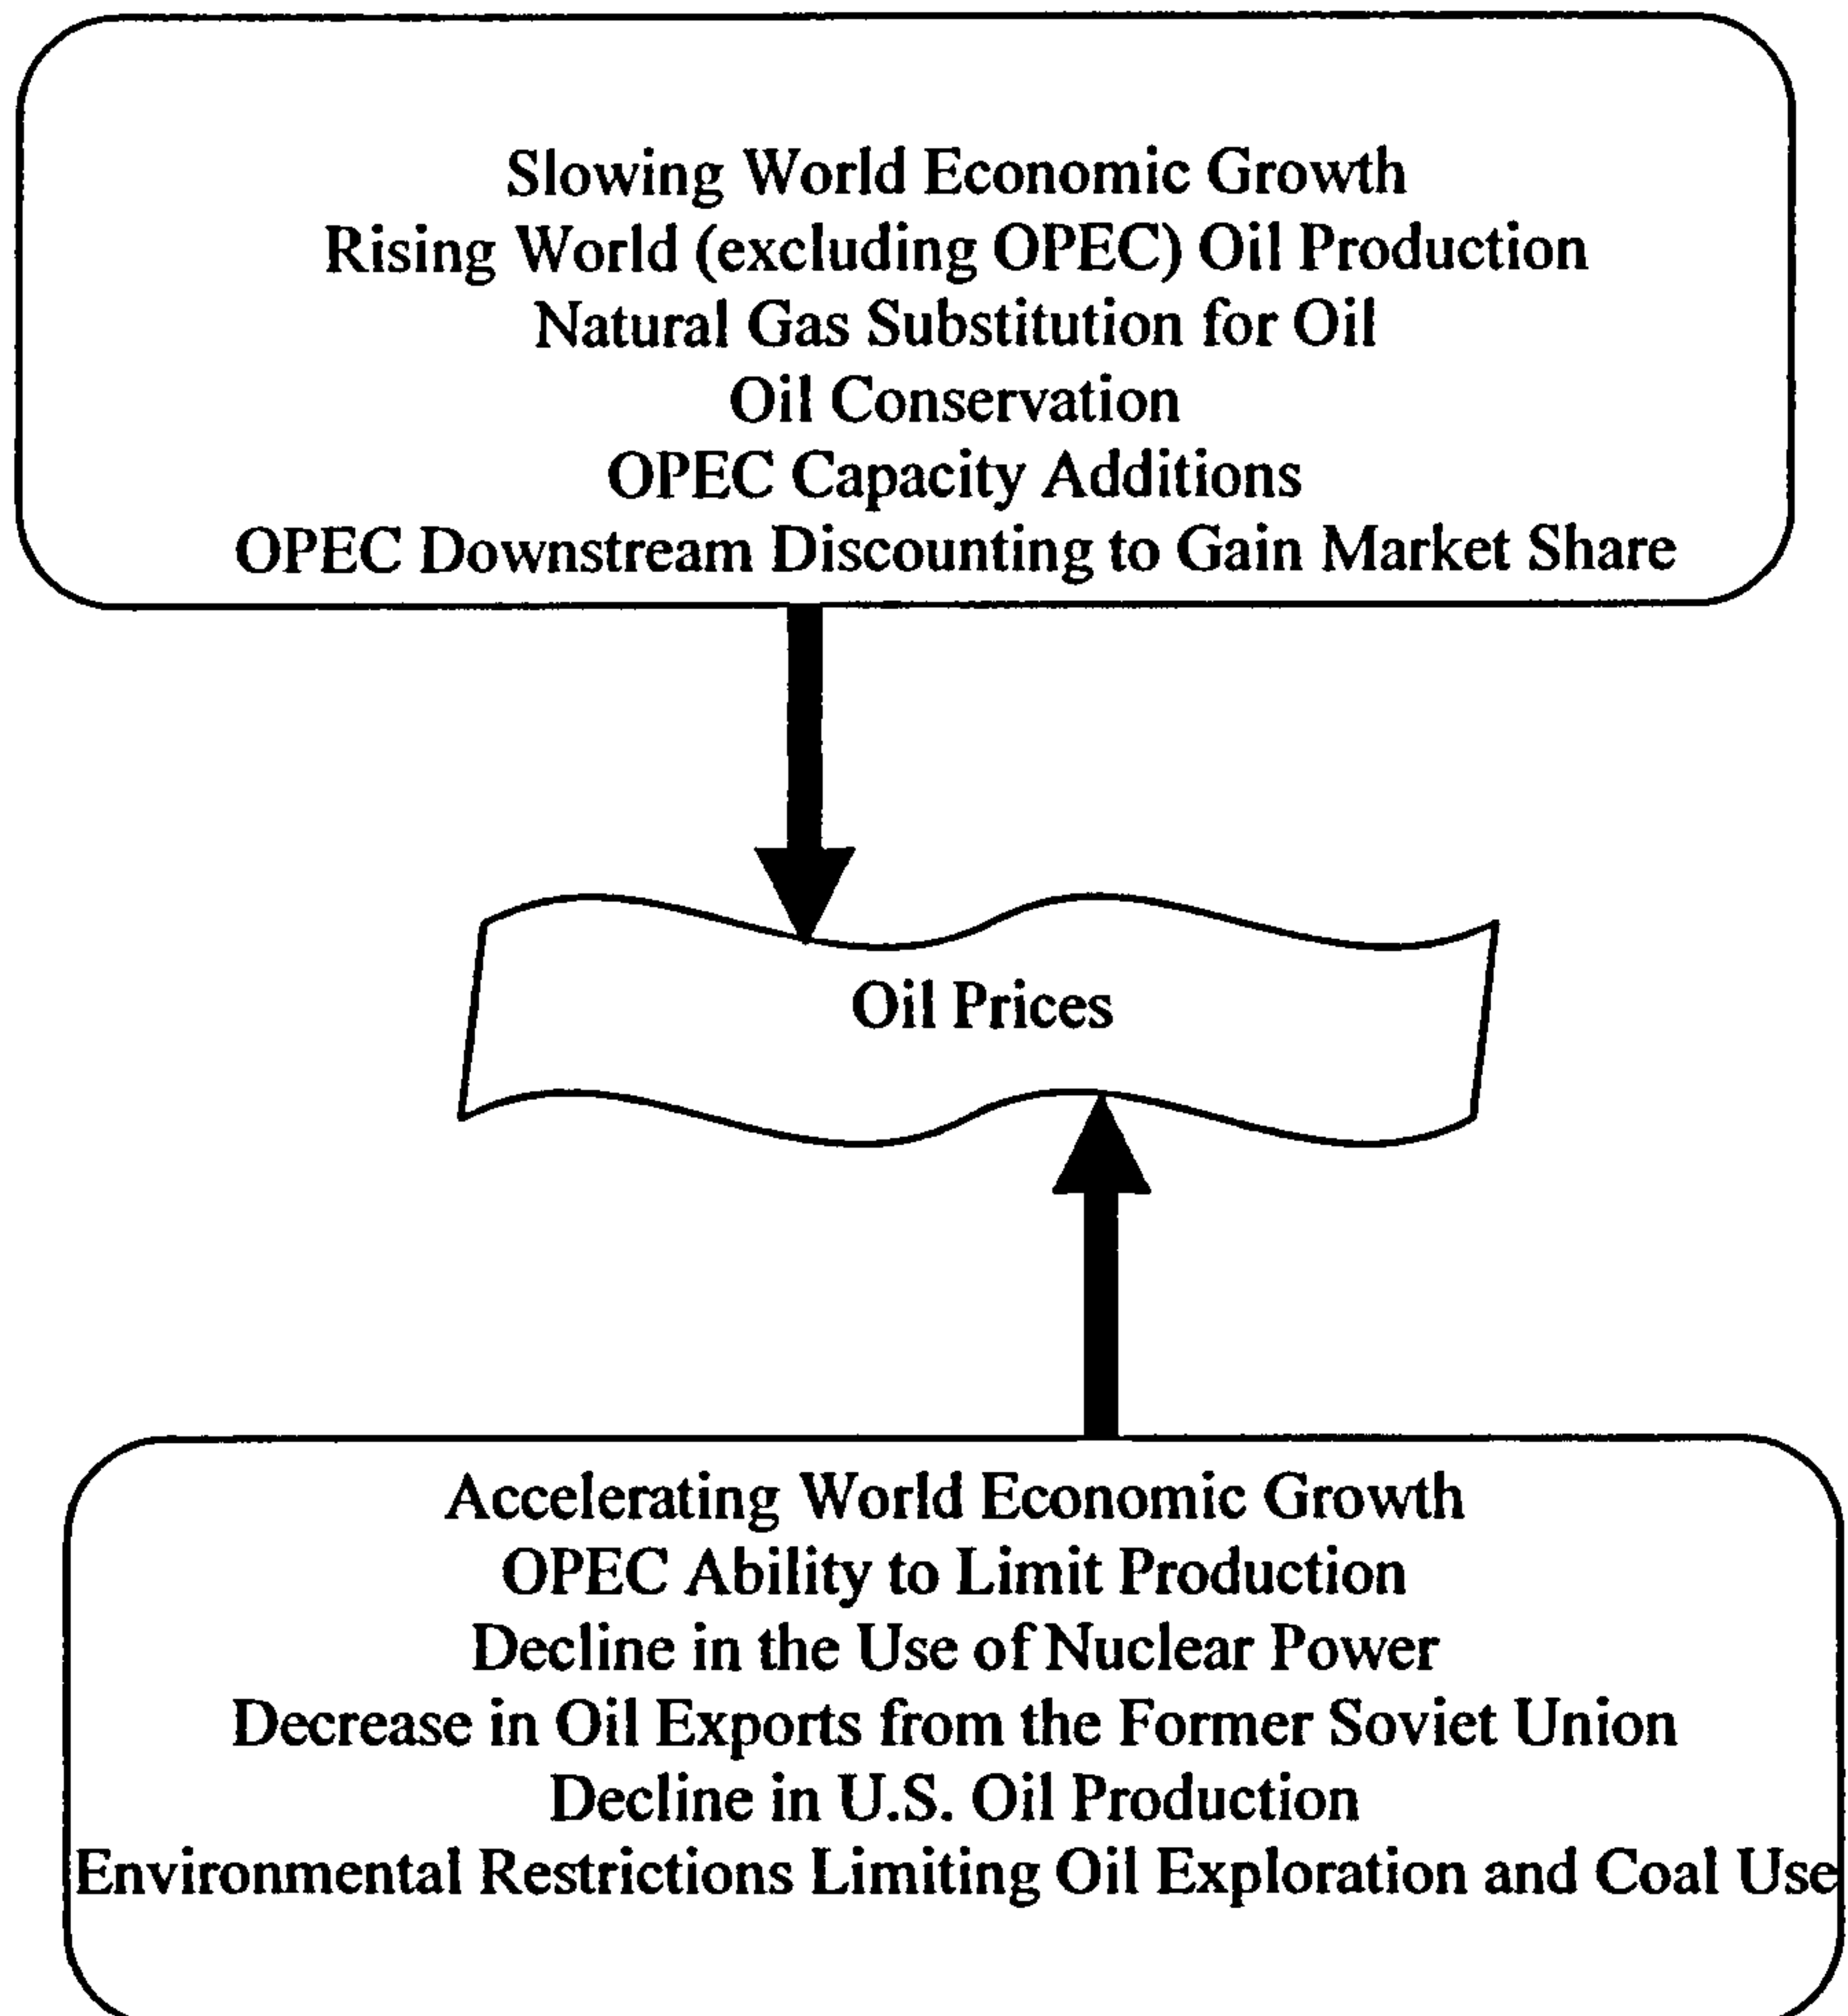 Slowing World Economic Growth
Rising World (excluding OPEC) Oil Production
Natural Gas Substitution for Oil
Oil Conservation
OPEC Capacity Additions
OPEC Downstream Discounting to Gain Market Share
Oil Prices
Accelerating World Economic Growth
OPEC Ability to Limit Production
Decline in the Use of Nuclear Power
Decrease in Oil Exports from the Former Soviet Union
Decline in U.S. Oil Production
Environmental Restrictions Limiting Oil Exploration and Coal Use